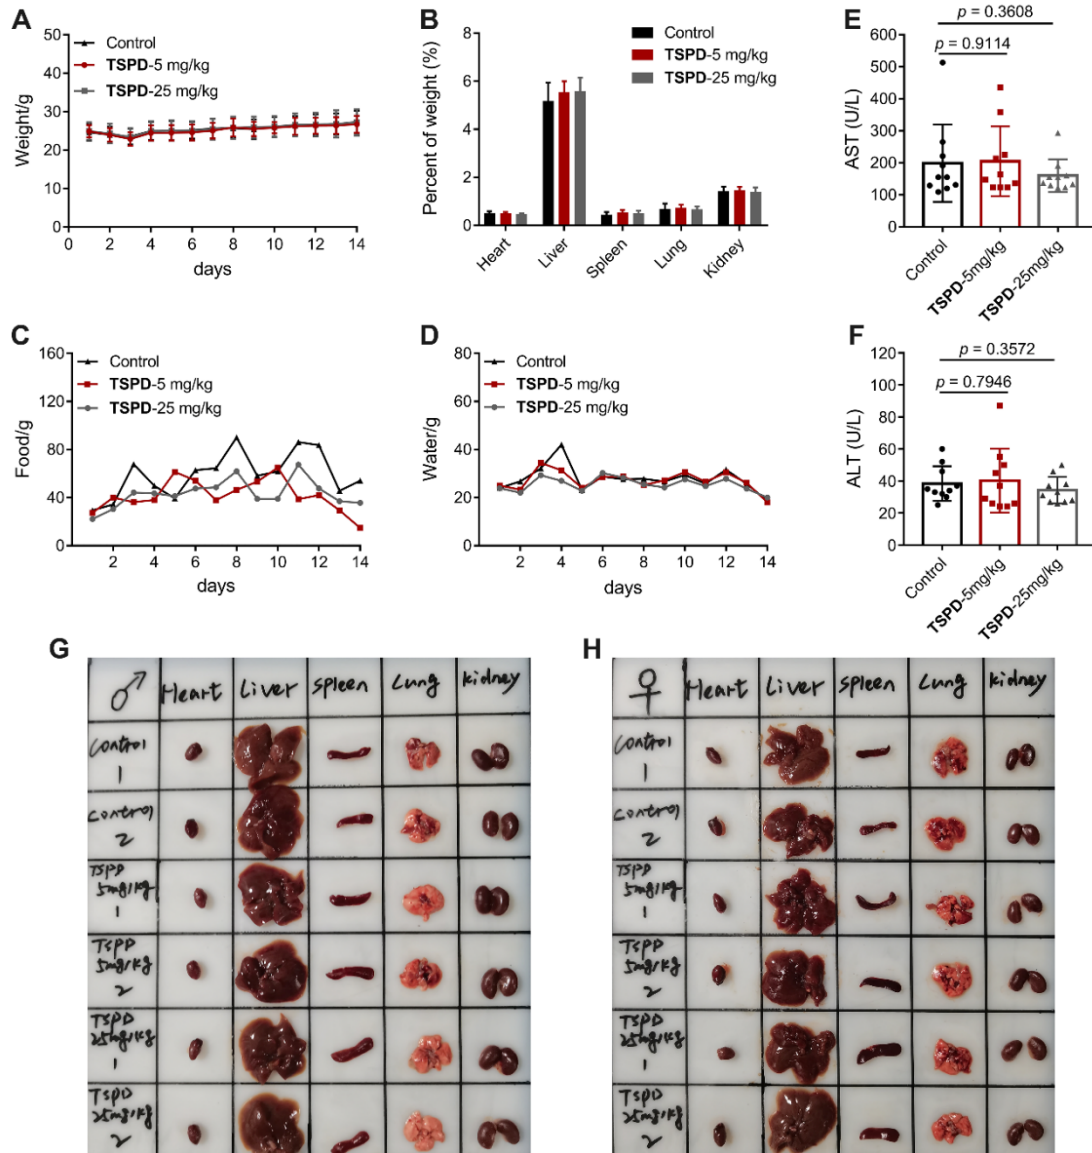 A
Weight/g
50
40
30
20
10
0
0
2
4
6
8
10
12
14
days
Control
TSPD-5 mg/kg
TSPD-25 mg/kg
B
Percent of weight (%)
8
6
4
2
0
Heart
Liver
Spleen
Lung
Kidney
Control
TSPD-5 mg/kg
TSPD-25 mg/kg
E
AST (U/L)
p = 0.3608
p = 0.9114
600
500
400
300
200
100
0
Control
TSPD-5mg/kg
TSPD-25mg/kg
C
Food/g
160
120
80
40
0
2
4
6
8
10
12
14
days
Control
TSPD-5 mg/kg
TSPD-25 mg/kg
D
Water/g
80
60
40
20
0
2
4
6
8
10
12
14
days
Control
TSPD-5 mg/kg
TSPD-25 mg/kg
F
ALT (U/L)
p = 0.3572
p = 0.7946
120
100
80
60
40
20
0
Control
TSPD-5mg/kg
TSPD-25mg/kg
G
♂ Heart Liver spleen Lung kidney
Control
1
Control
2
TSPD
5mg/kg
1
TSPD
5mg/kg
2
TSPD
25mg/kg
1
TSPD
25mg/kg
2
H
♀ Heart Liver spleen Lung kidney
Control
1
Control
2
TSPD
5mg/kg
1
TSPD
5mg/kg
2
TSPD
25mg/kg
1
TSPD
25mg/kg
2